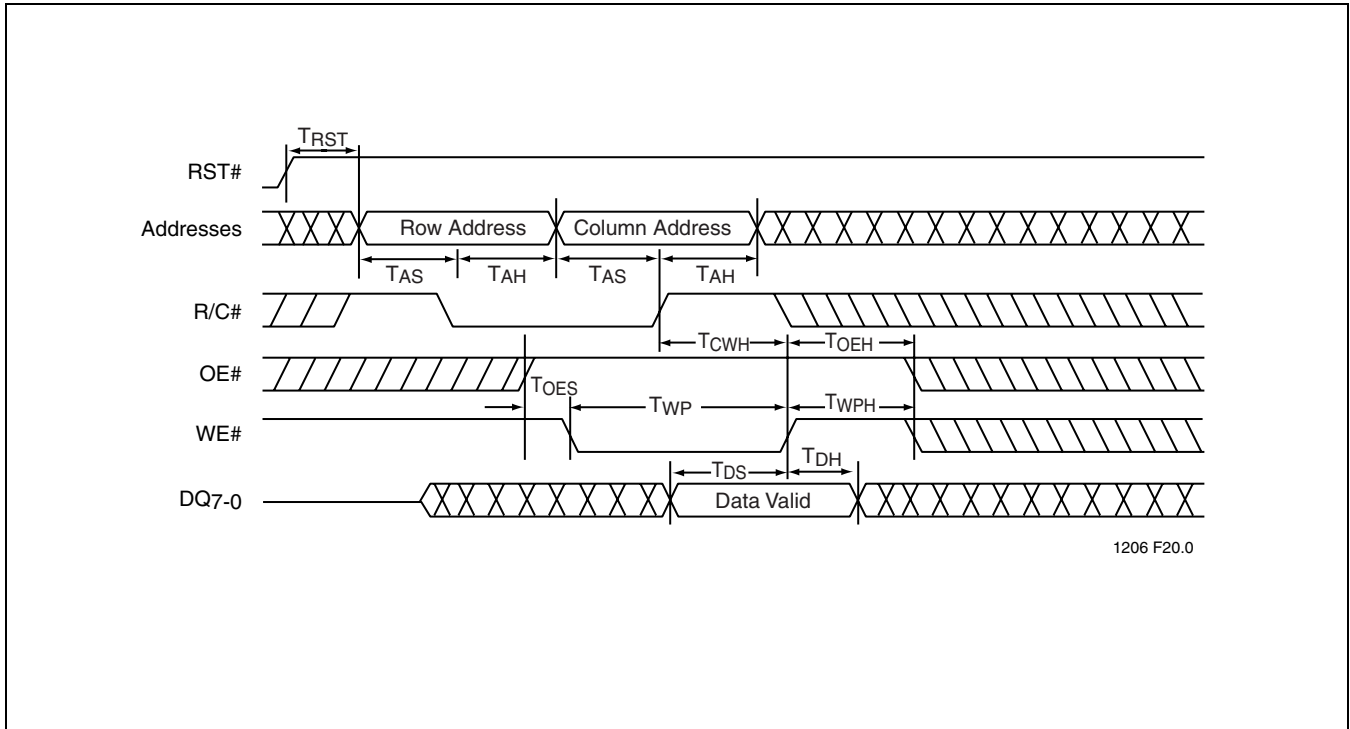 TRST
RST#
Addresses Row Address Column Address
TAS TAH TAS TAH
R/C#
TCWH TOEH
OE#
TOES TWP TWPH
WE#
TDS TDH
DQ7-0 Data Valid
1206 F20.0